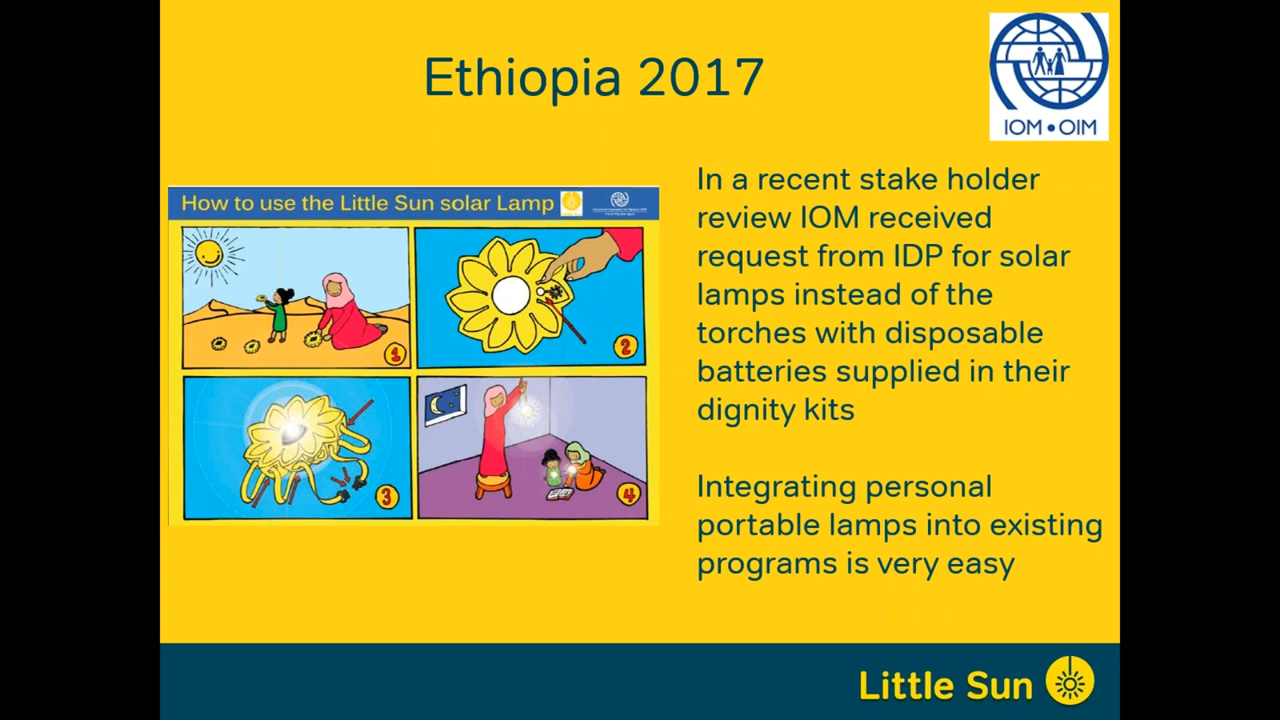 Ethiopia 2017
IOM • OIM
How to use the Little Sun solar Lamp
1
2
3
4
In a recent stake holder
review IOM received
request from IDP for solar
lamps instead of the
torches with disposable
batteries supplied in their
dignity kits
Integrating personal
portable lamps into existing
programs is very easy
Little Sun